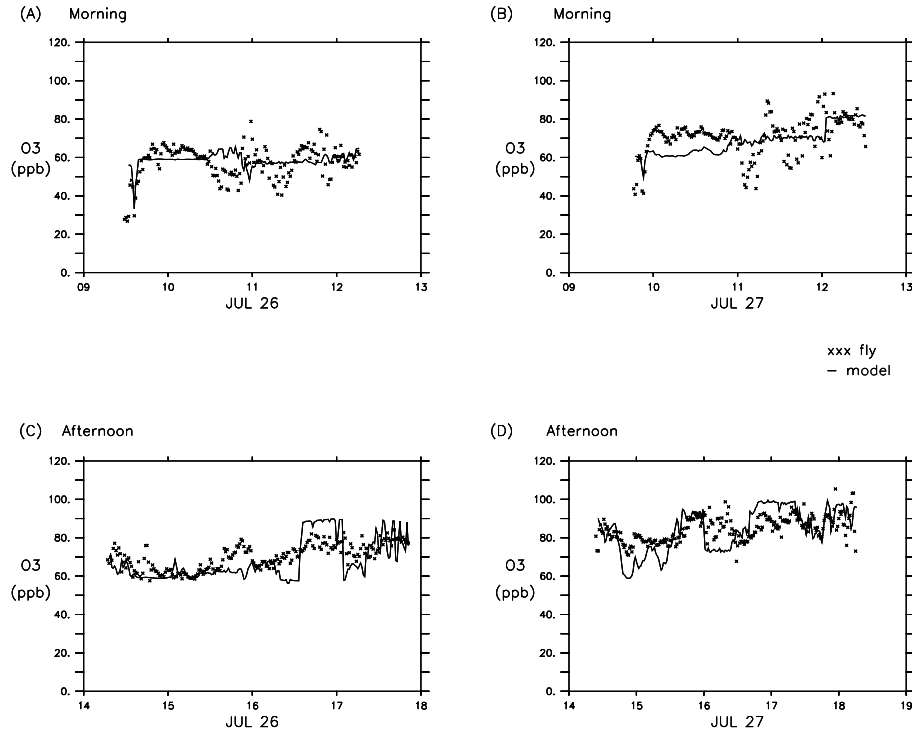 (A) Morning
120.
100.
80.
O3 60.
(ppb)
40.
20.
0.
09 10 11 12 13
JUL 26
(B) Morning
120.
100.
80.
O3 60.
(ppb)
40.
20.
0.
09 10 11 12 13
JUL 27
xxx fly
— model
(C) Afternoon
120.
100.
80.
O3 60.
(ppb)
40.
20.
0.
14 15 16 17 18
JUL 26
(D) Afternoon
120.
100.
80.
O3 60.
(ppb)
40.
20.
0.
14 15 16 17 18 19
JUL 27